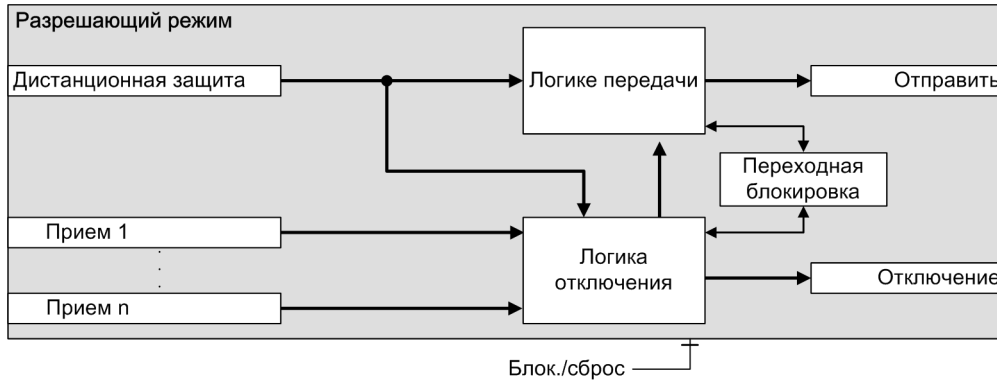 Разрешающий режим
Дистанционная защита
Логике передачи
Отправить
Переходная
блокировка
Прием 1
Логика
отключения
Отключение
Прием n
Блок./сброс